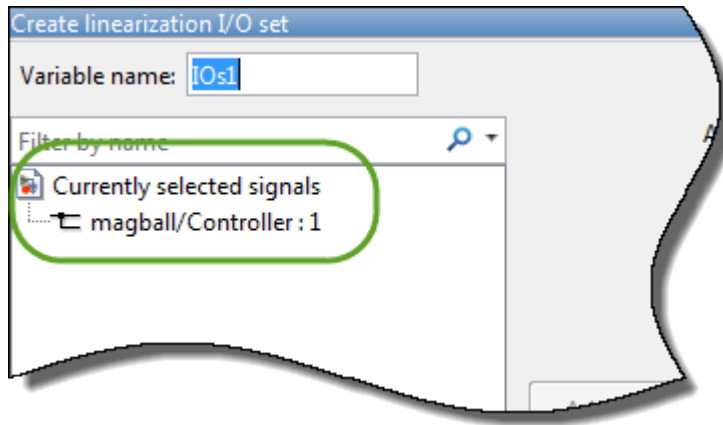 Create linearization I/O set
Variable name: IOs1
Filter by name
Currently selected signals
magball/Controller : 1